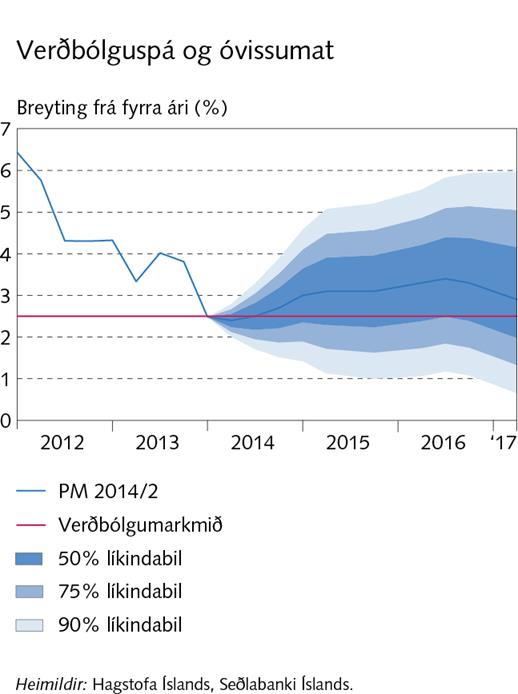 Verðbólguspá og óvissumat
Breyting frá fyrra ári (%)
7
6
5
4
3
2
1
0
2012 2013 2014 2015 2016 '17
PM 2014/2
Verðbólgumarkmið
50% líkindabil
75% líkindabil
90% líkindabil
Heimildir: Hagstofa Íslands, Seðlabanki Íslands.